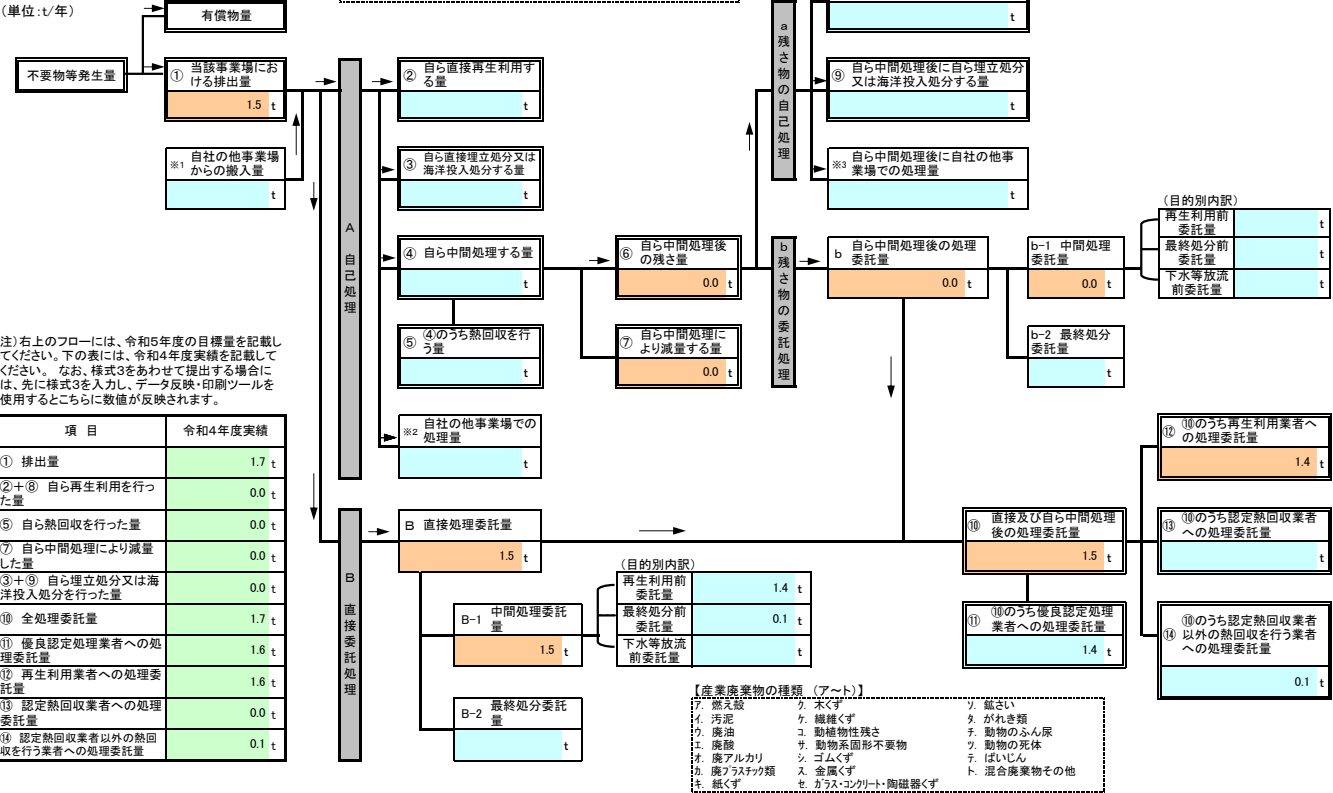 (単位:t/年)
有償物量
不要物等発生量
① 当該事業場にお
ける排出量
1.5 t
※1 自社の他事業場
からの搬入量
t
A 自己処理
② 自ら直接再生利用す
る量
t
③ 自ら直接埋立処分又は
海洋投入処分する量
t
④ 自ら中間処理する量
t
⑤ ④のうち熱回収を行
う量
t
※2 自社の他事業場での
処理量
t
⑥ 自ら中間処理後
の残さ量
0.0 t
⑦ 自ら中間処理に
より減量する量
0.0 t
a 残さ物の自己処理
t
⑨ 自ら中間処理後に自ら埋立処分
又は海洋投入処分する量
t
※3 自ら中間処理後に自社の他事
業場での処理量
t
b 残さ物の委託処理
b 自ら中間処理後の処理
委託量
0.0 t
b-1 中間処理
委託量
0.0 t
b-2 最終処分
委託量
t
(目的別内訳)
再生利用前
委託量 t
最終処分前
委託量 t
下水等放流
前委託量 t
注)右上のフローには、令和5年度の目標量を記載し
てください。下の表には、令和4年度実績を記載して
ください。 なお、様式3をあわせて提出する場合に
は、先に様式3を入力し、データ反映・印刷ツールを
使用するとこちらに数値が反映されます。
項 目 令和4年度実績
① 排出量 1.7 t
②+⑧ 自ら再生利用を行っ
た量 0.0 t
⑤ 自ら熱回収を行った量 0.0 t
⑦ 自ら中間処理により減量
した量 0.0 t
③+⑨ 自ら埋立処分又は海
洋投入処分を行った量 0.0 t
⑩ 全処理委託量 1.7 t
⑪ 優良認定処理業者への処
理委託量 1.6 t
⑫ 再生利用業者への処理委
託量 1.6 t
⑬ 認定熱回収業者への処理
委託量 0.0 t
⑭ 認定熱回収業者以外の熱回
収を行う業者への処理委託量 0.1 t
B 直接委託処理
B 直接処理委託量
1.5 t
B-1 中間処理委託
量
1.5 t
B-2 最終処分委託
量
t
(目的別内訳)
再生利用前
委託量 1.4 t
最終処分前
委託量 0.1 t
下水等放流
前委託量 t
⑩ 直接及び自ら中間処理
後の処理委託量
1.5 t
⑪ ⑩のうち優良認定処理
業者への処理委託量
1.4 t
⑫ ⑩のうち再生利用業者へ
の処理委託量
1.4 t
⑬ ⑩のうち認定熱回収業者
への処理委託量
t
⑭ ⑩のうち認定熱回収業者
以外の熱回収を行う業者
への処理委託量
0.1 t
【産業廃棄物の種類 (ア~ト)】
ア. 燃え殻 ク. 木くず ソ. 鉱さい
イ. 汚泥 ケ. 繊維くず タ. がれき類
ウ. 廃油 コ. 動植物性残さ チ. 動物のふん尿
エ. 廃酸 サ. 動物系固形不要物 ツ. 動物の死体
オ. 廃アルカリ シ. ゴムくず テ. ばいじん
カ. 廃プラスチック類 ス. 金属くず ト. 混合廃棄物その他
キ. 紙くず セ. ガラス・コンクリート・陶磁器くず